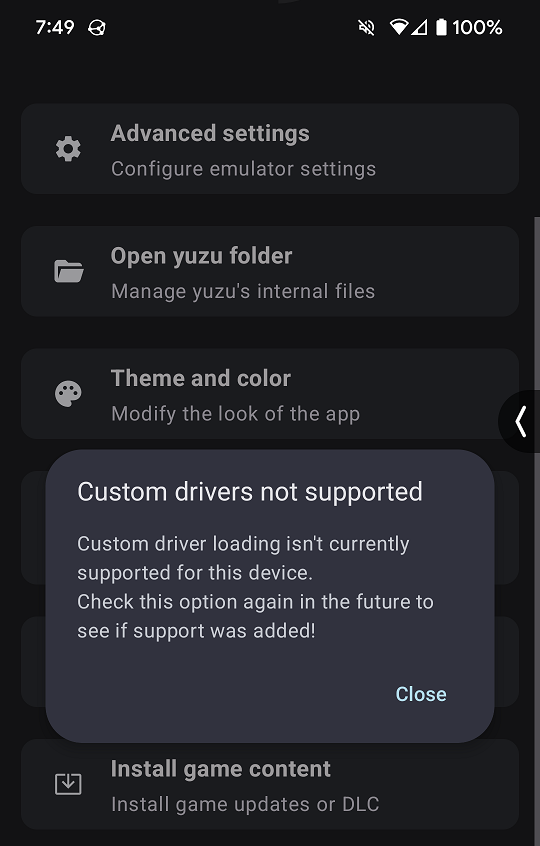 7:49
100%
Advanced settings
Configure emulator settings
Open yuzu folder
Manage yuzu's internal files
Theme and color
Modify the look of the app
Custom drivers not supported
Custom driver loading isn't currently
supported for this device.
Check this option again in the future to
see if support was added!
Close
Install game content
Install game updates or DLC